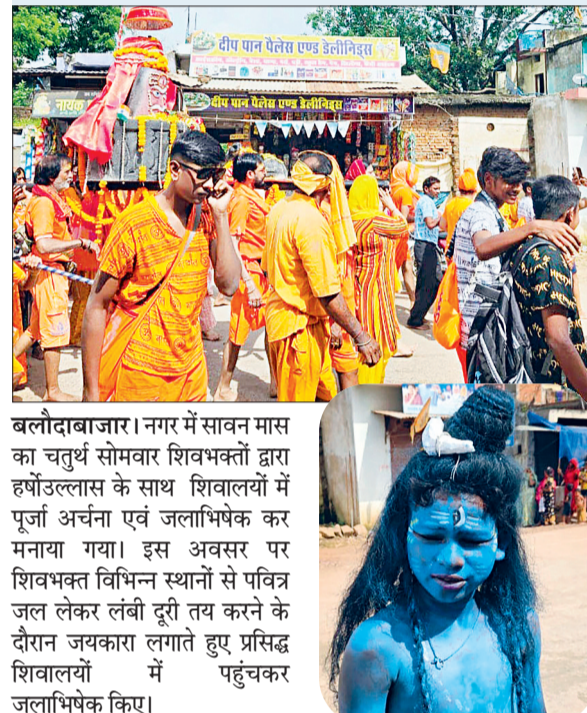 दीप पान पैलेस एण्ड डेलीनिड्स
नायक
दीप पान पैलेस एण्ड डेलीनिड्स
बलौदाबाजार। नगर में सावन मास
का चतुर्थ सोमवार शिवभक्तों द्वारा
हर्षोउल्लास के साथ शिवालयों में
पूर्जा अर्चना एवं जलाभिषेक कर
मनाया गया। इस अवसर पर
शिवभक्त विभिन्न स्थानों से पवित्र
जल लेकर लंबी दूरी तय करने के
दौरान जयकारा लगाते हुए प्रसिद्ध
शिवालयों में पहुंचकर
जलाभिषेक किए।